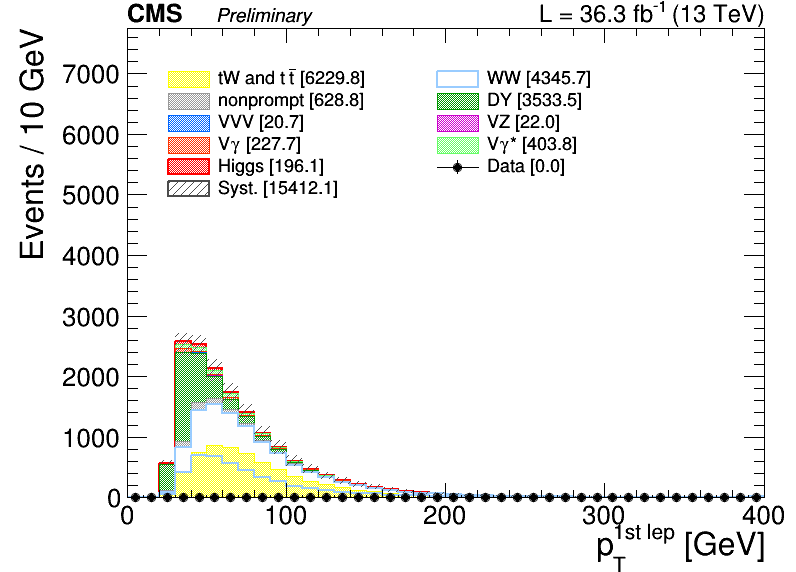 CMS Preliminary L = 36.3 fb⁻¹ (13 TeV)
Events / 10 GeV
7000
6000
5000
4000
3000
2000
1000
0
tW and tt̅ [6229.8]
nonprompt [628.8]
VVV [20.7]
Vγ [227.7]
Higgs [196.1]
Syst. [15412.1]
WW [4345.7]
DY [3533.5]
VZ [22.0]
Vγ* [403.8]
Data [0.0]
0 100 200 300 400
p_T^1st lep [GeV]